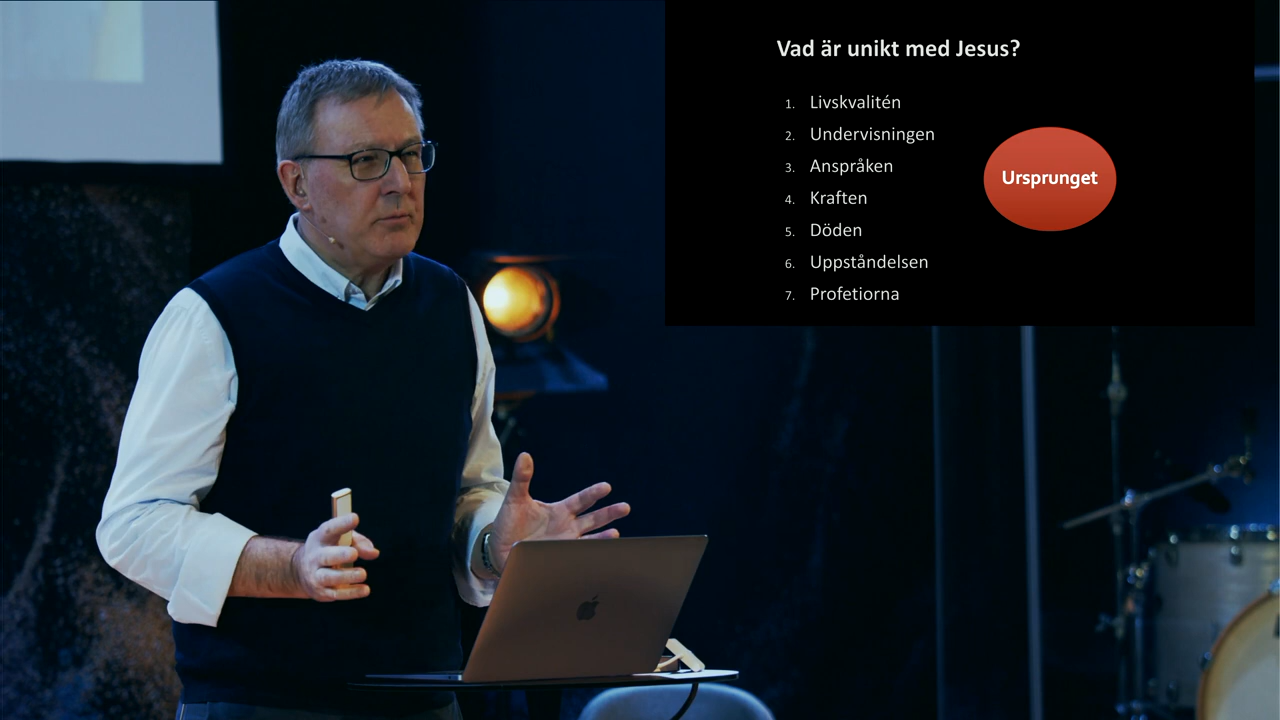 Vad är unikt med Jesus?
1. Livskvalitén
2. Undervisningen
3. Anspråken
4. Kraften
5. Döden
6. Uppståndelsen
7. Profetiorna
Ursprunget